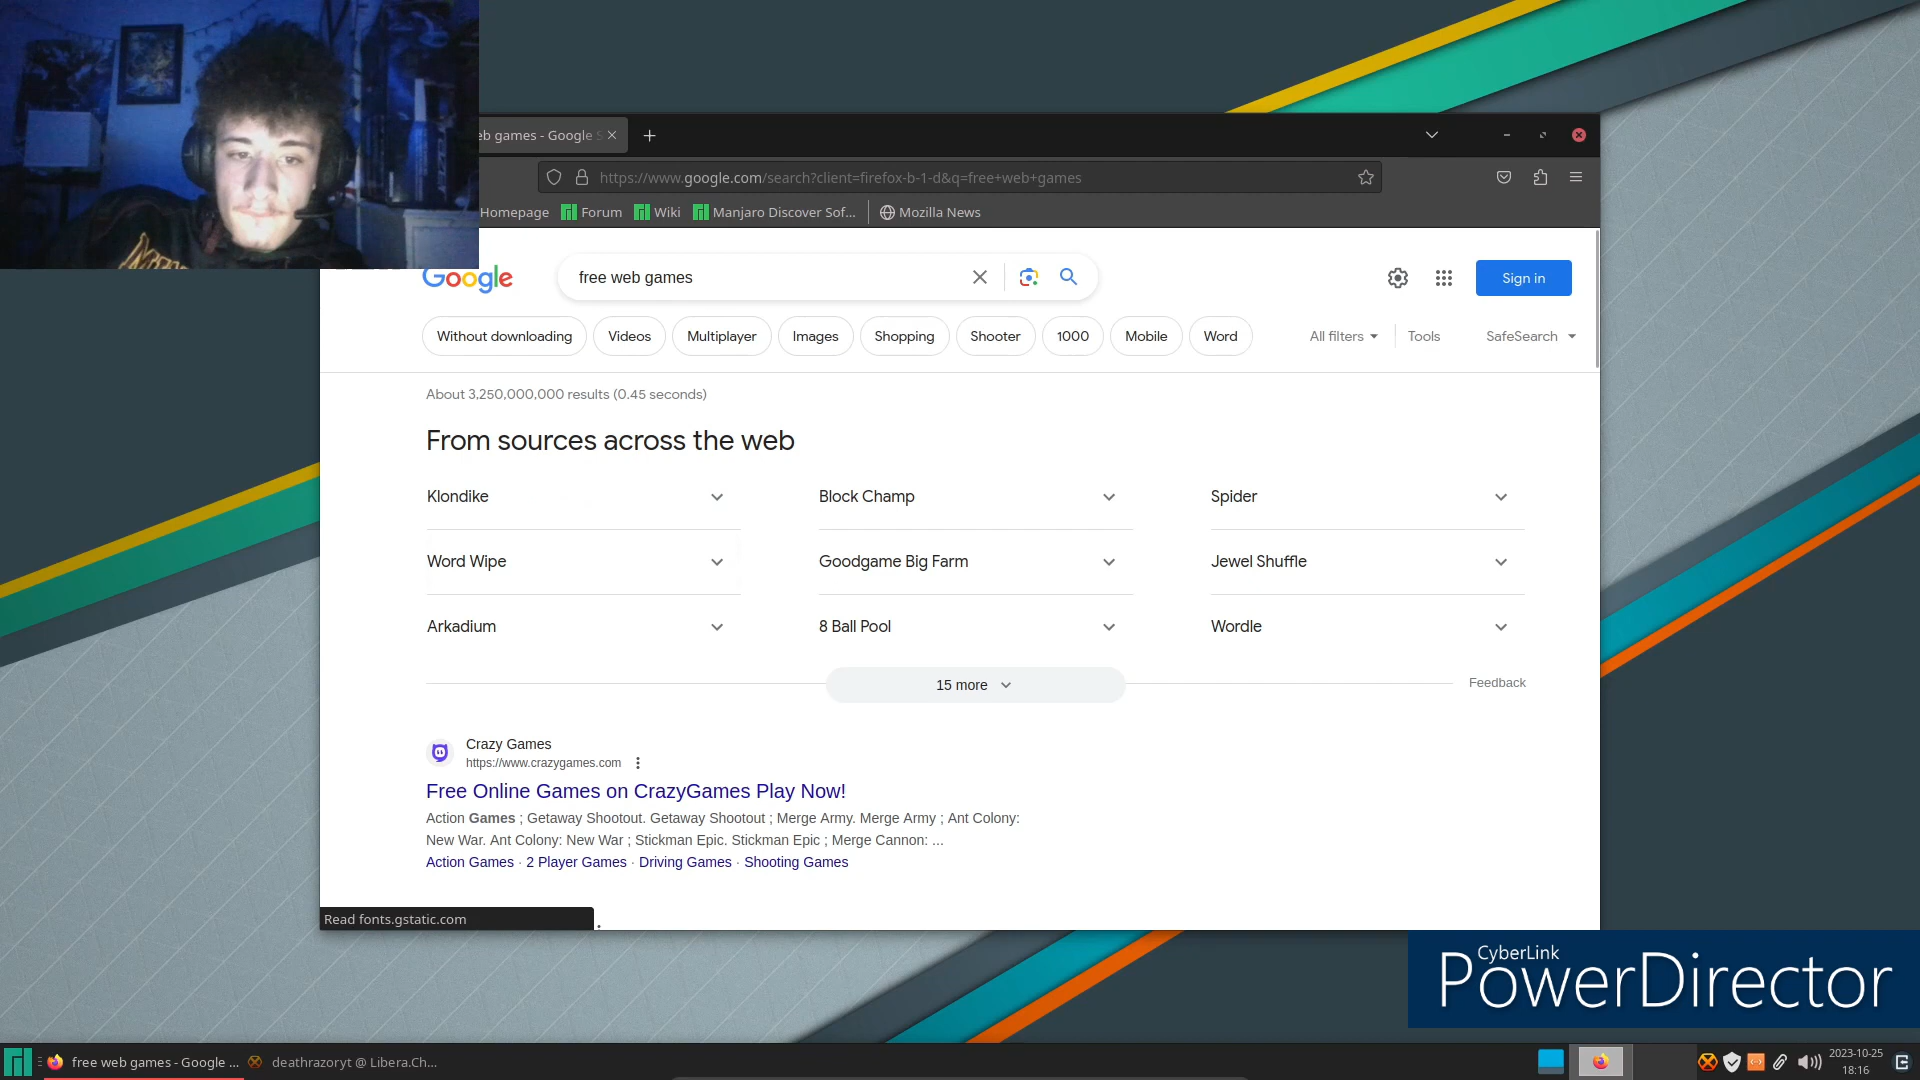 eb games - Google S
https://www.google.com/search?client=firefox-b-1-d&q=free+web+games
Homepage Forum Wiki Manjaro Discover Sof... Mozilla News
Google free web games Sign in
Without downloading Videos Multiplayer Images Shopping Shooter 1000 Mobile Word All filters Tools SafeSearch
About 3,250,000,000 results (0.45 seconds)
From sources across the web
Klondike Block Champ Spider
Word Wipe Goodgame Big Farm Jewel Shuffle
Arkadium 8 Ball Pool Wordle
15 more Feedback
Crazy Games
https://www.crazygames.com
Free Online Games on CrazyGames Play Now!
Action Games ; Getaway Shootout. Getaway Shootout ; Merge Army. Merge Army ; Ant Colony:
New War. Ant Colony: New War ; Stickman Epic. Stickman Epic ; Merge Cannon: ...
Action Games · 2 Player Games · Driving Games · Shooting Games
Read fonts.gstatic.com
CyberLink
PowerDirector
free web games - Google ... deathrazoryt @ Libera.Ch... 2023-10-25
18:16